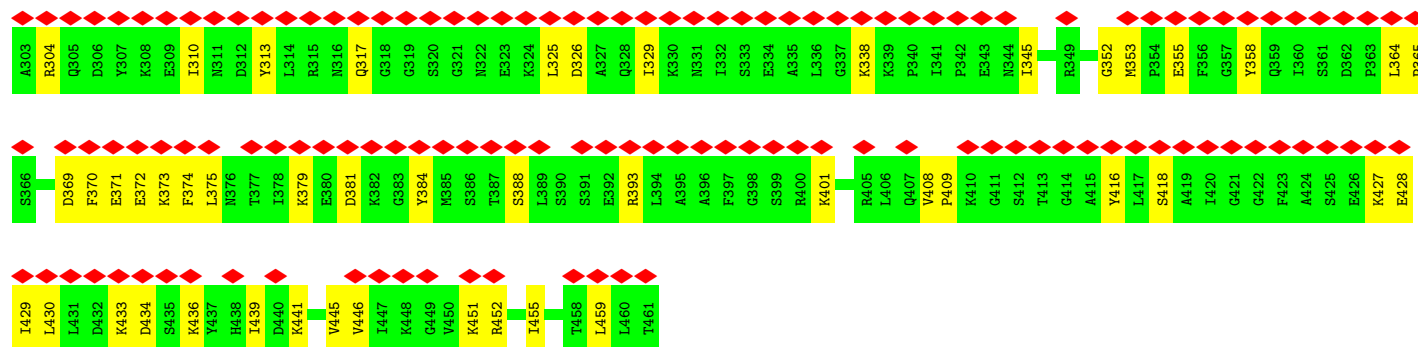 A303 R304 Q305 D306 Y307 K308 E309 I310 N311 D312 Y313 L314 R315 N316 Q317 G318 G319 S320 G321 N322 E323 K324 L325 D326 A327 Q328 I329 K330 N331 I332 S333 E334 A335 L336 G337 K338 K339 P340 I341 P342 E343 N344 I345 R349 G352 M353 P354 E355 F356 G357 Y358 Q359 I360 S361 D362 P363 L364
S366 D369 F370 E371 E372 K373 F374 L375 N376 T377 I378 K379 E380 D381 K382 G383 Y384 M385 S386 T387 S388 L389 S390 S391 E392 R393 L394 A395 A396 F397 G398 S399 R400 K401 R405 L406 Q407 V408 P409 K410 G411 S412 T413 G414 A415 Y416 L417 S418 A419 I420 G421 G422 F423 A424 S425 E426 K427 E428
I429 L430 L431 D432 K433 D434 S435 K436 Y437 H438 I439 D440 K441 V445 V446 I447 K448 G449 V450 K451 R452 I455 T458 L459 L460 T461